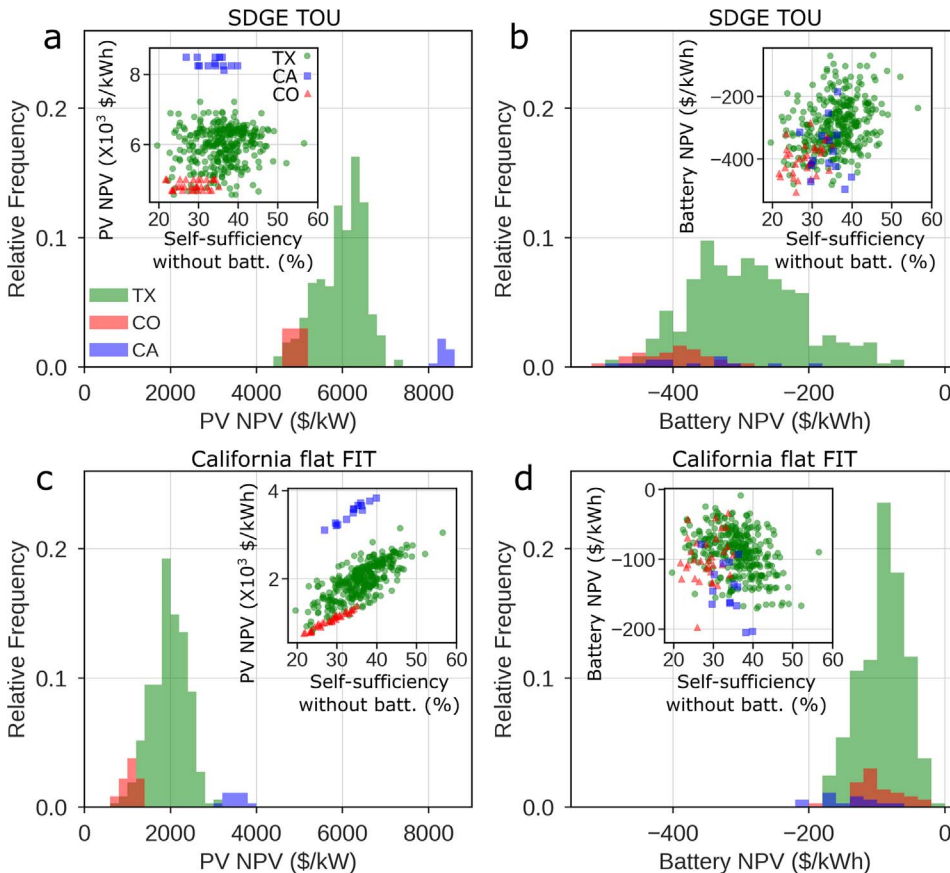 SDGE TOU
a
PV NPV (X10³ $/kWh)
8
6
20 30 40 50 60
Self-sufficiency
without batt. (%)
TX
CA
CO
Relative Frequency
0.2
0.1
0.0
TX
CO
CA
0 2000 4000 6000 8000
PV NPV ($/kW)
SDGE TOU
b
Battery NPV ($/kWh)
−200
−400
20 30 40 60
Self-sufficiency
without batt. (%)
Relative Frequency
0.2
0.1
0.0
−400 −200 0
Battery NPV ($/kWh)
California flat FIT
c
PV NPV (X10³ $/kWh)
4
2
20 30 40 50 60
Self-sufficiency
without batt. (%)
Relative Frequency
0.2
0.1
0.0
0 2000 4000 6000 8000
PV NPV ($/kW)
California flat FIT
d
Battery NPV ($/kWh)
0
−100
−200
20 30 40 50 60
Self-sufficiency
without batt. (%)
Relative Frequency
0.2
0.1
0.0
−400 −200 0
Battery NPV ($/kWh)